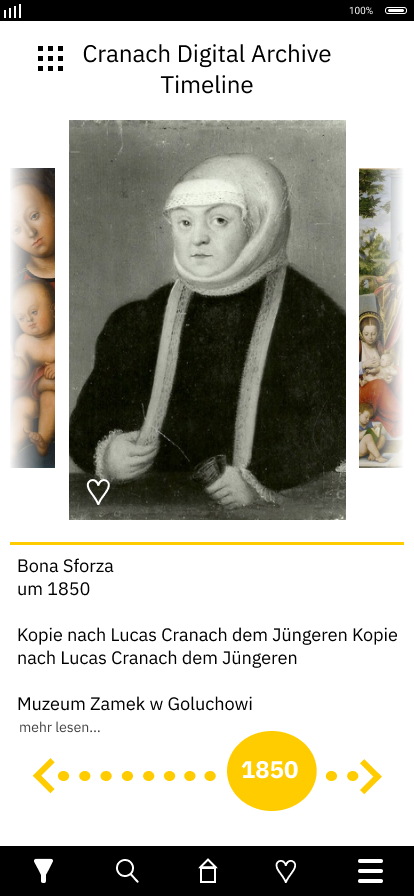 100%
Cranach Digital Archive
Timeline
Bona Sforza
um 1850
Kopie nach Lucas Cranach dem Jüngeren Kopie
nach Lucas Cranach dem Jüngeren
Muzeum Zamek w Goluchowi
mehr lesen...
1850